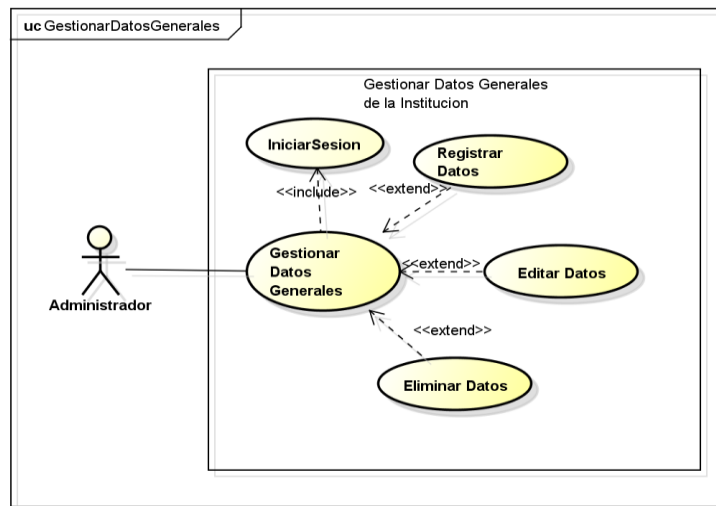 uc GestionarDatosGenerales
Gestionar Datos Generales
de la Institucion
IniciarSesion
Registrar
Datos
<<include>>
<<extend>>
Gestionar
Datos
Generales
<<extend>>
Editar Datos
Administrador
<<extend>>
Eliminar Datos